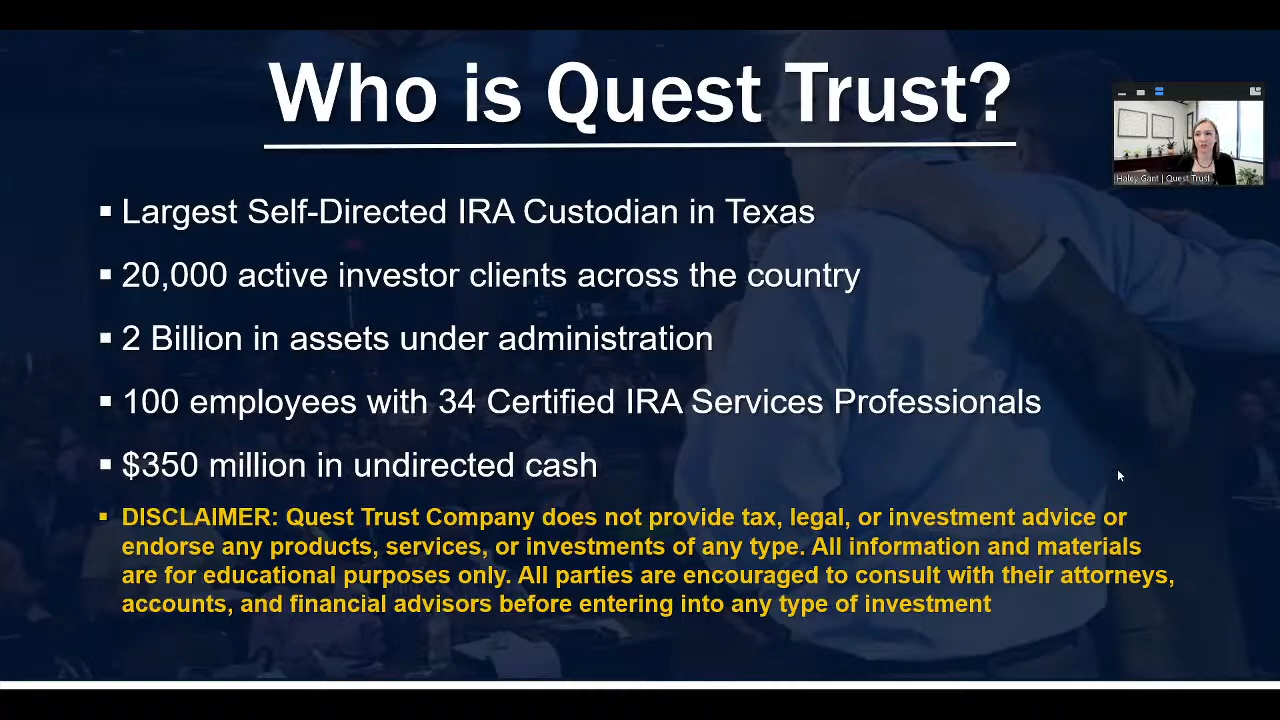 Who is Quest Trust?
Haley Gant | Quest Trust
▪ Largest Self-Directed IRA Custodian in Texas
▪ 20,000 active investor clients across the country
▪ 2 Billion in assets under administration
▪ 100 employees with 34 Certified IRA Services Professionals
▪ $350 million in undirected cash
▪ DISCLAIMER: Quest Trust Company does not provide tax, legal, or investment advice or
endorse any products, services, or investments of any type. All information and materials
are for educational purposes only. All parties are encouraged to consult with their attorneys,
accounts, and financial advisors before entering into any type of investment